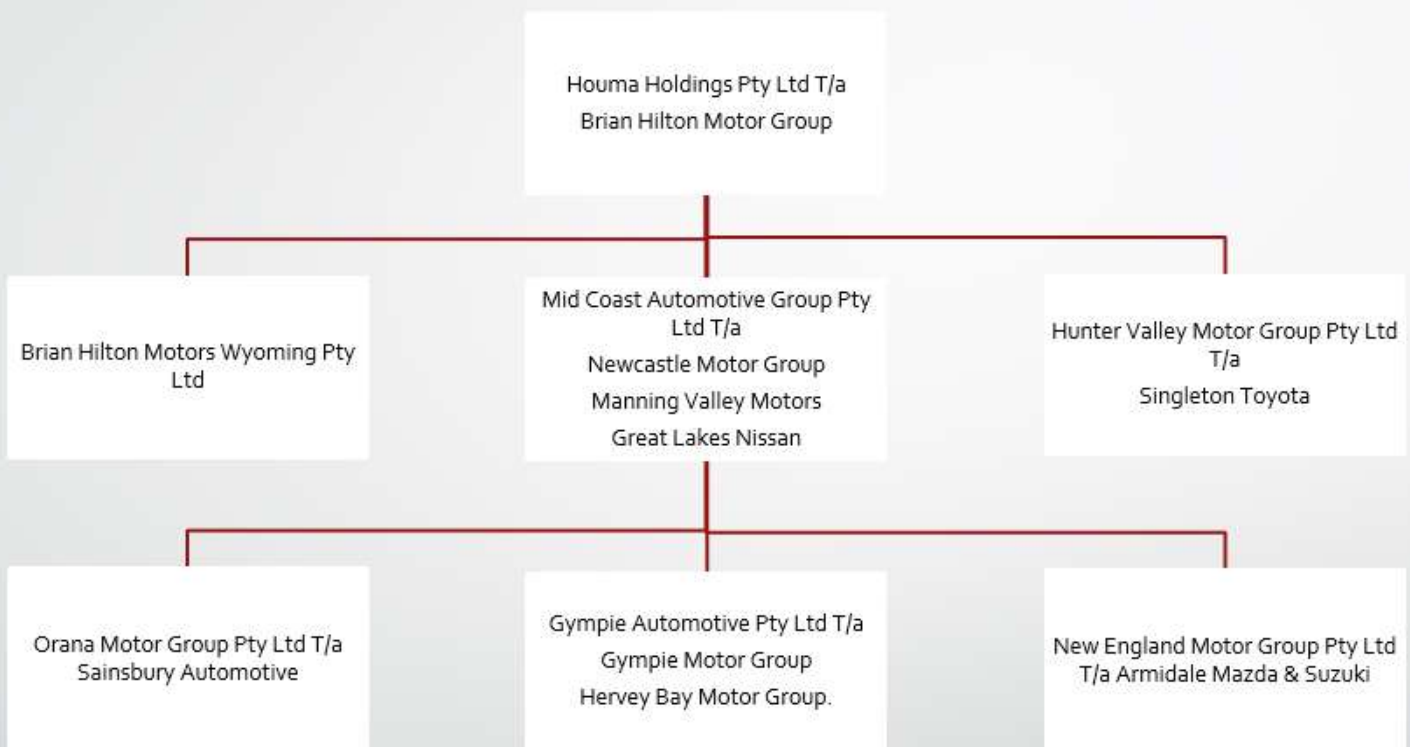 Houma Holdings Pty Ltd T/a
Brian Hilton Motor Group
Brian Hilton Motors Wyoming Pty
Ltd
Mid Coast Automotive Group Pty
Ltd T/a
Newcastle Motor Group
Manning Valley Motors
Great Lakes Nissan
Hunter Valley Motor Group Pty Ltd
T/a
Singleton Toyota
Orana Motor Group Pty Ltd T/a
Sainsbury Automotive
Gympie Automotive Pty Ltd T/a
Gympie Motor Group
Hervey Bay Motor Group.
New England Motor Group Pty Ltd
T/a Armidale Mazda & Suzuki